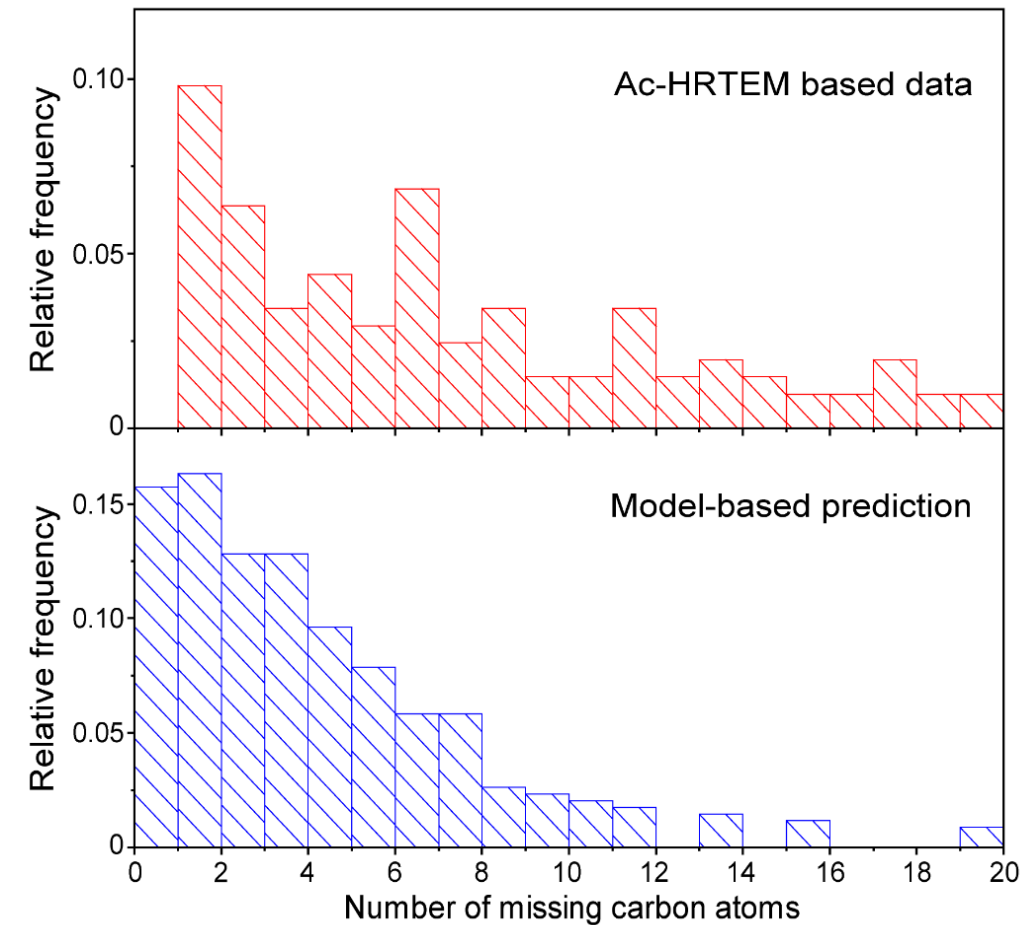 Ac-HRTEM based data
Relative frequency
0.10
0.05
0
Model-based prediction
Relative frequency
0.15
0.10
0.05
0
0 2 4 6 8 10 12 14 16 18 20
Number of missing carbon atoms